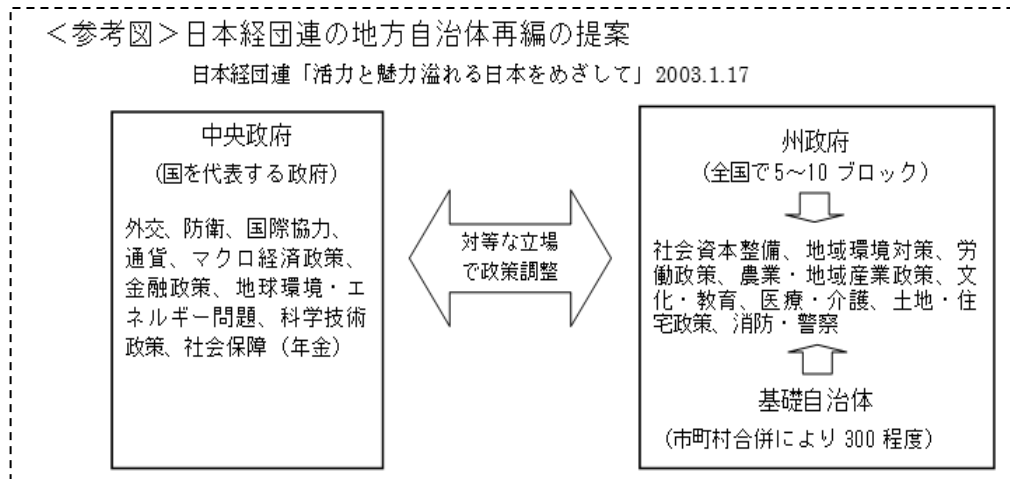 ＜参考図＞日本経団連の地方自治体再編の提案
日本経団連「活力と魅力溢れる日本をめざして」2003.1.17
中央政府
（国を代表する政府）
外交、防衛、国際協力、
通貨、マクロ経済政策、
金融政策、地球環境・エ
ネルギー問題、科学技術
政策、社会保障（年金）
対等な立場
で政策調整
州政府
（全国で5～10 ブロック）
社会資本整備、地域環境対策、労
働政策、農業・地域産業政策、文
化・教育、医療・介護、土地・住
宅政策、消防・警察
基礎自治体
（市町村合併により 300 程度）